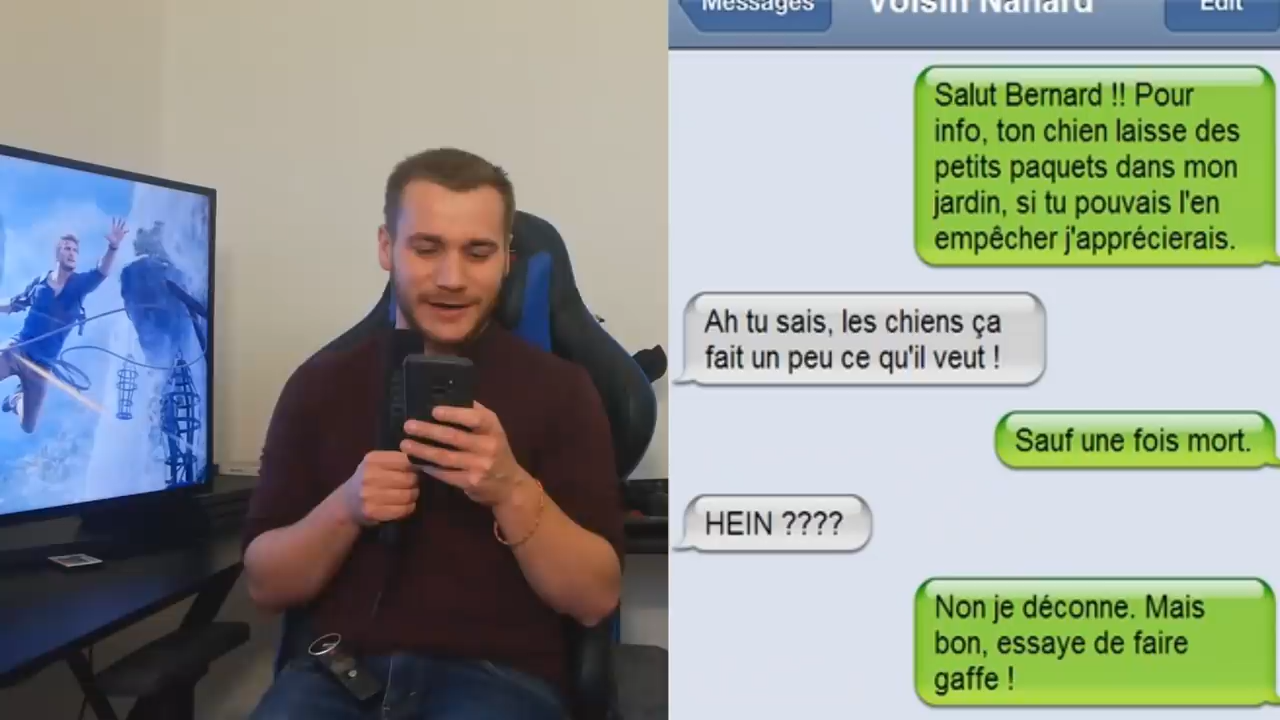 Messages
Voisin Nanard
Edit
Salut Bernard !! Pour
info, ton chien laisse des
petits paquets dans mon
jardin, si tu pouvais l'en
empêcher j'apprécierais.
Ah tu sais, les chiens ça
fait un peu ce qu'il veut !
Sauf une fois mort.
HEIN ????
Non je déconne. Mais
bon, essaye de faire
gaffe !